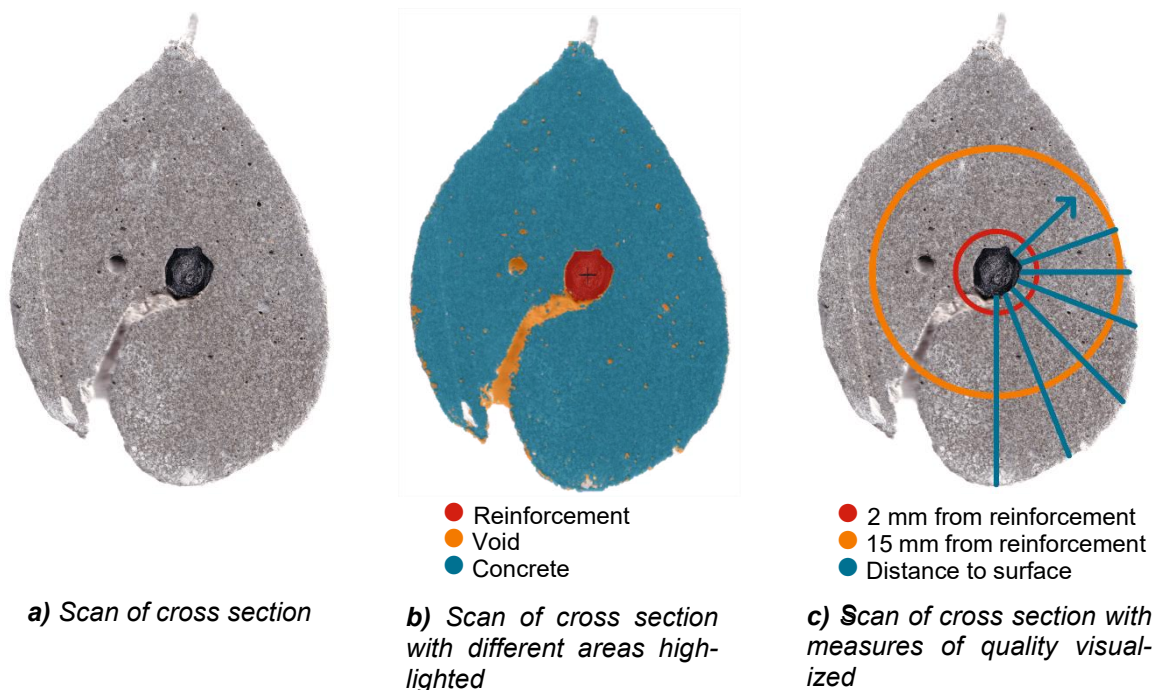 Reinforcement
Void
Concrete
2 mm from reinforcement
15 mm from reinforcement
Distance to surface
a) Scan of cross section
b) Scan of cross section
with different areas high-
lighted
c) Scan of cross section with
measures of quality visual-
ized